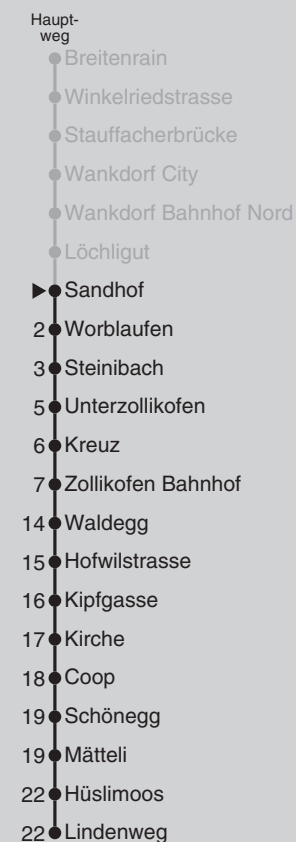 Haupt-
weg
Breitenrain
Winkelriedstrasse
Stauffacherbrücke
Wankdorf City
Wankdorf Bahnhof Nord
Löchligut
Sandhof
2 Worblaufen
3 Steinibach
5 Unterzollikofen
6 Kreuz
7 Zollikofen Bahnhof
14 Waldegg
15 Hofwilstrasse
16 Kipfgasse
17 Kirche
18 Coop
19 Schönegg
19 Mätteli
22 Hüslimoos
22 Lindenweg